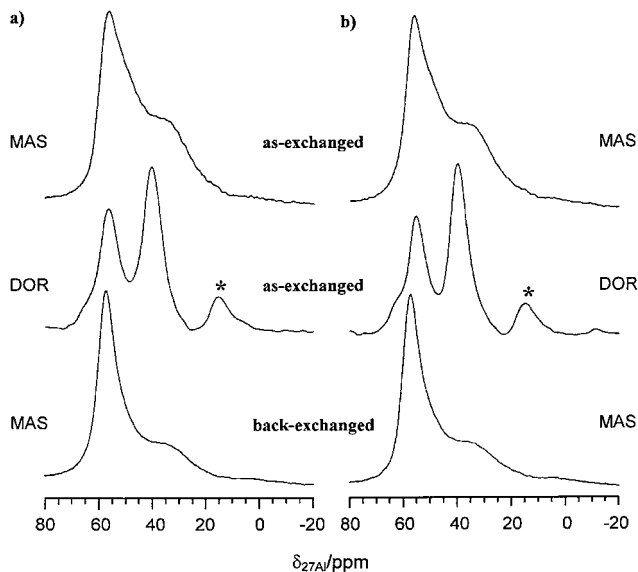 a)
b)
MAS
as-exchanged
MAS
*
*
DOR
as-exchanged
DOR
MAS
back-exchanged
MAS
80 60 40 20 0 -20
80 60 40 20 0 -20
δ27Al/ppm